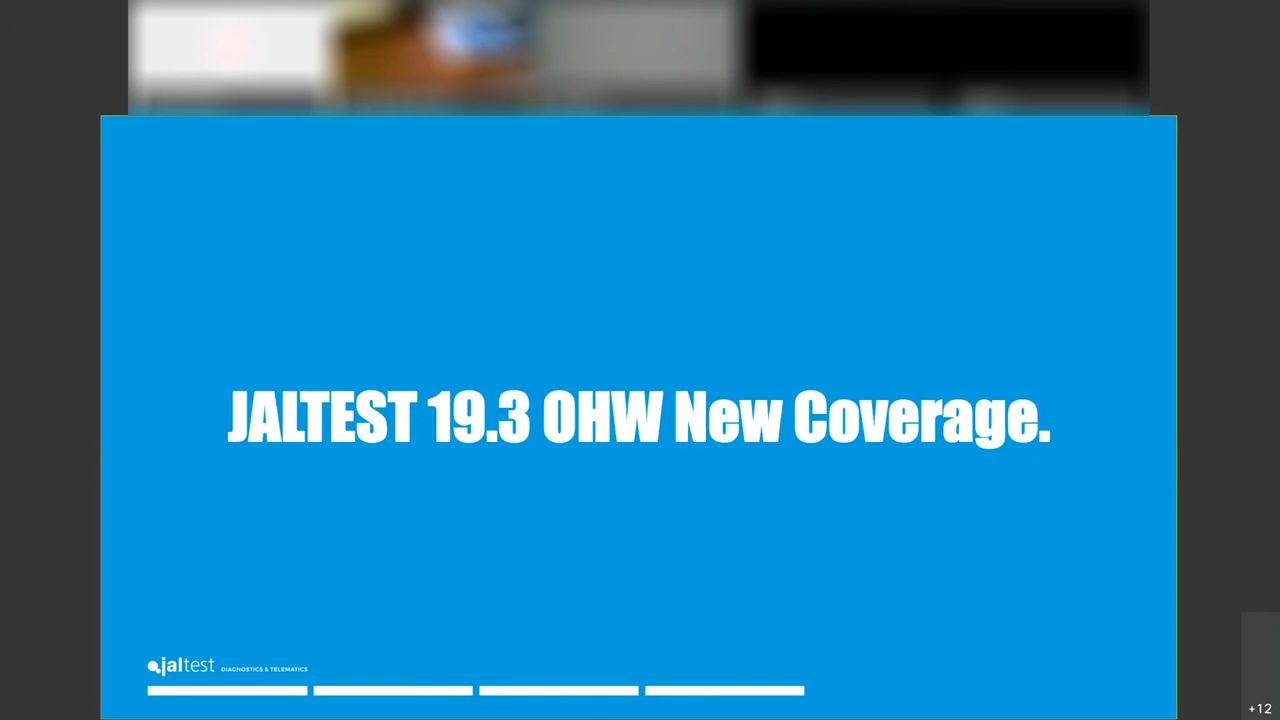 JALTEST 19.3 OHW New Coverage.
jaltest DIAGNOSTICS & TELEMATICS
+12